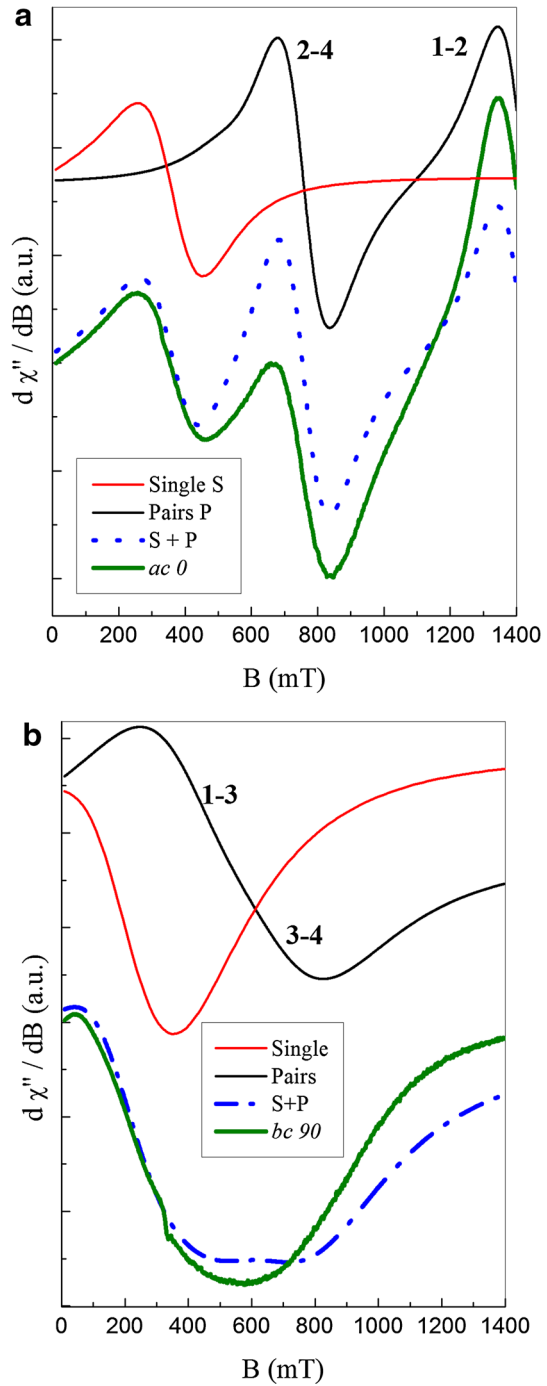 a
2-4
1-2
d χ" / dB (a.u.)
Single S
Pairs P
S + P
ac 0
0 200 400 600 800 1000 1200 1400
B (mT)
b
1-3
3-4
d χ" / dB (a.u.)
Single
Pairs
S+P
bc 90
0 200 400 600 800 1000 1200 1400
B (mT)